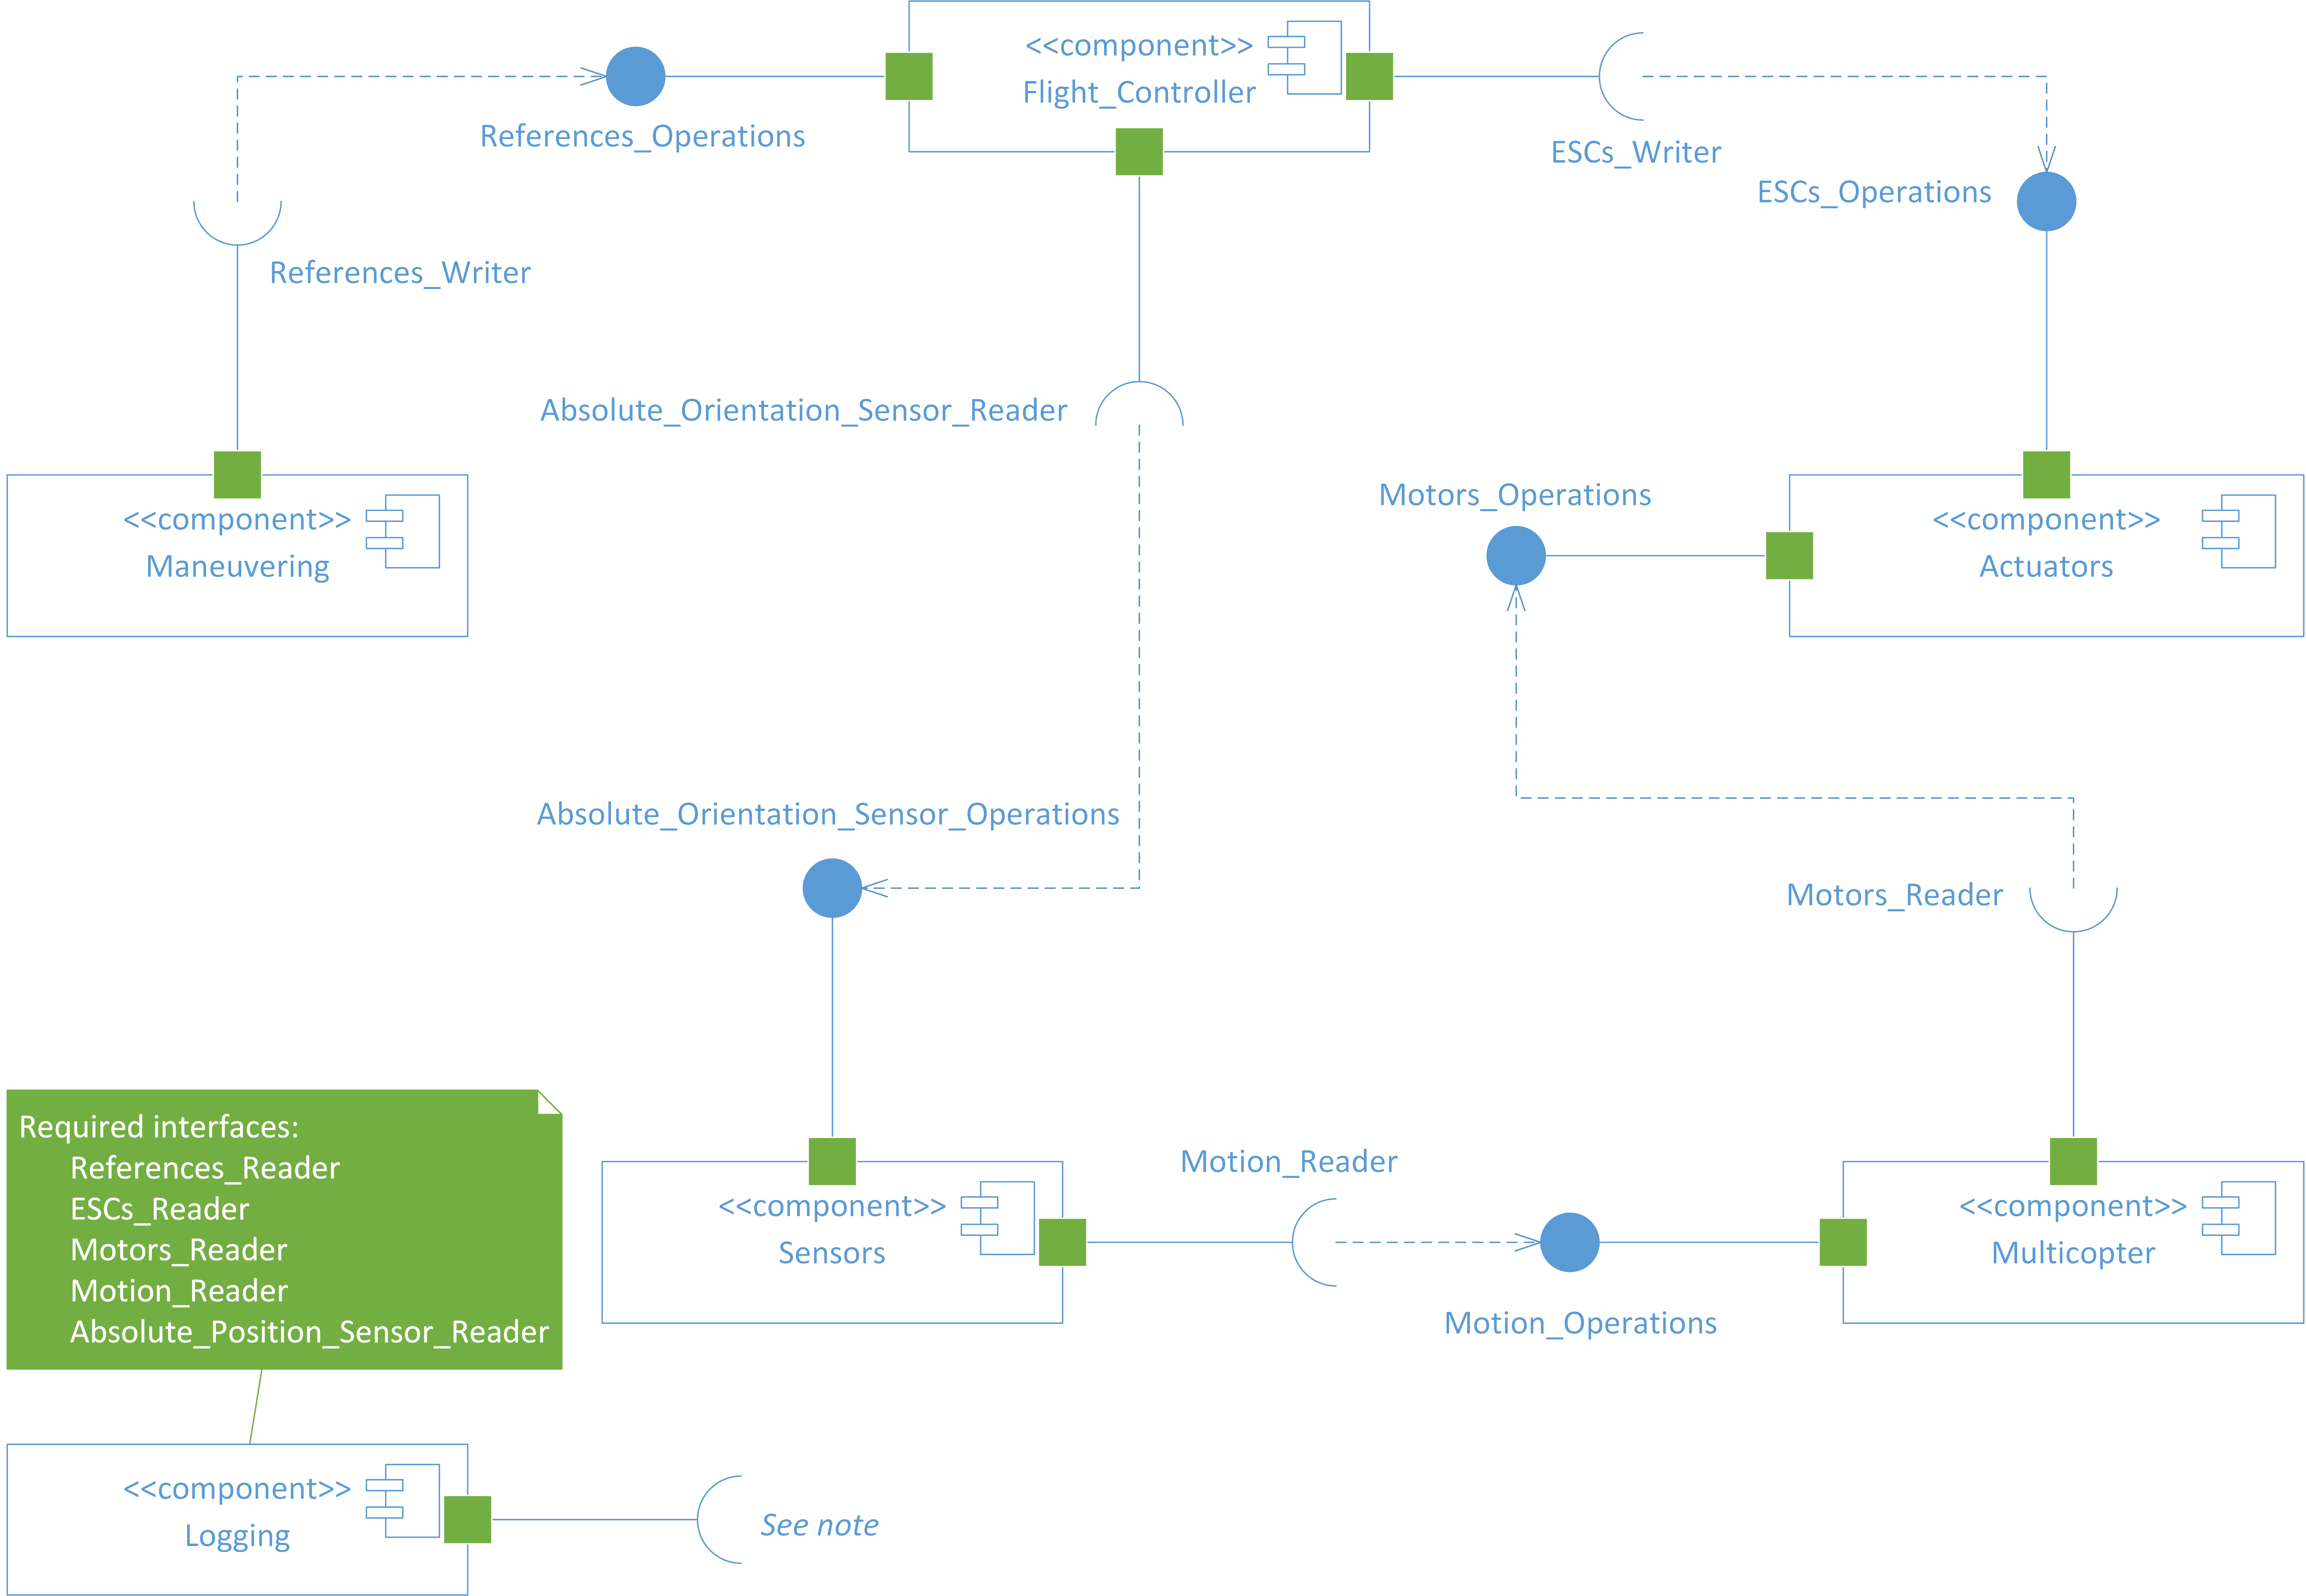 <<component>>
Flight_Controller
References_Operations
ESCs_Writer
ESCs_Operations
References_Writer
Absolute_Orientation_Sensor_Reader
Motors_Operations
<<component>>
Maneuvering
<<component>>
Actuators
Absolute_Orientation_Sensor_Operations
Motors_Reader
Required interfaces:
References_Reader
ESCs_Reader
Motors_Reader
Motion_Reader
Absolute_Position_Sensor_Reader
<<component>>
Sensors
Motion_Reader
Motion_Operations
<<component>>
Multicopter
<<component>>
Logging
See note